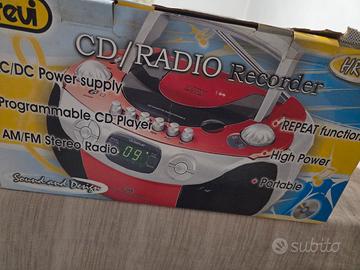 evi
CD/RADIO Recorder
C/DC Power supply
Programmable CD Player
AM/FM Stereo Radio
REPEAT function
High Power
Portable
Sound and Design
09
subito